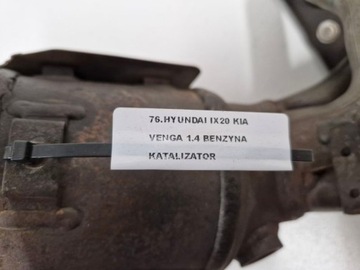 76.HYUNDAI IX20 KIA
VENGA 1.4 BENZYNA
KATALIZATOR